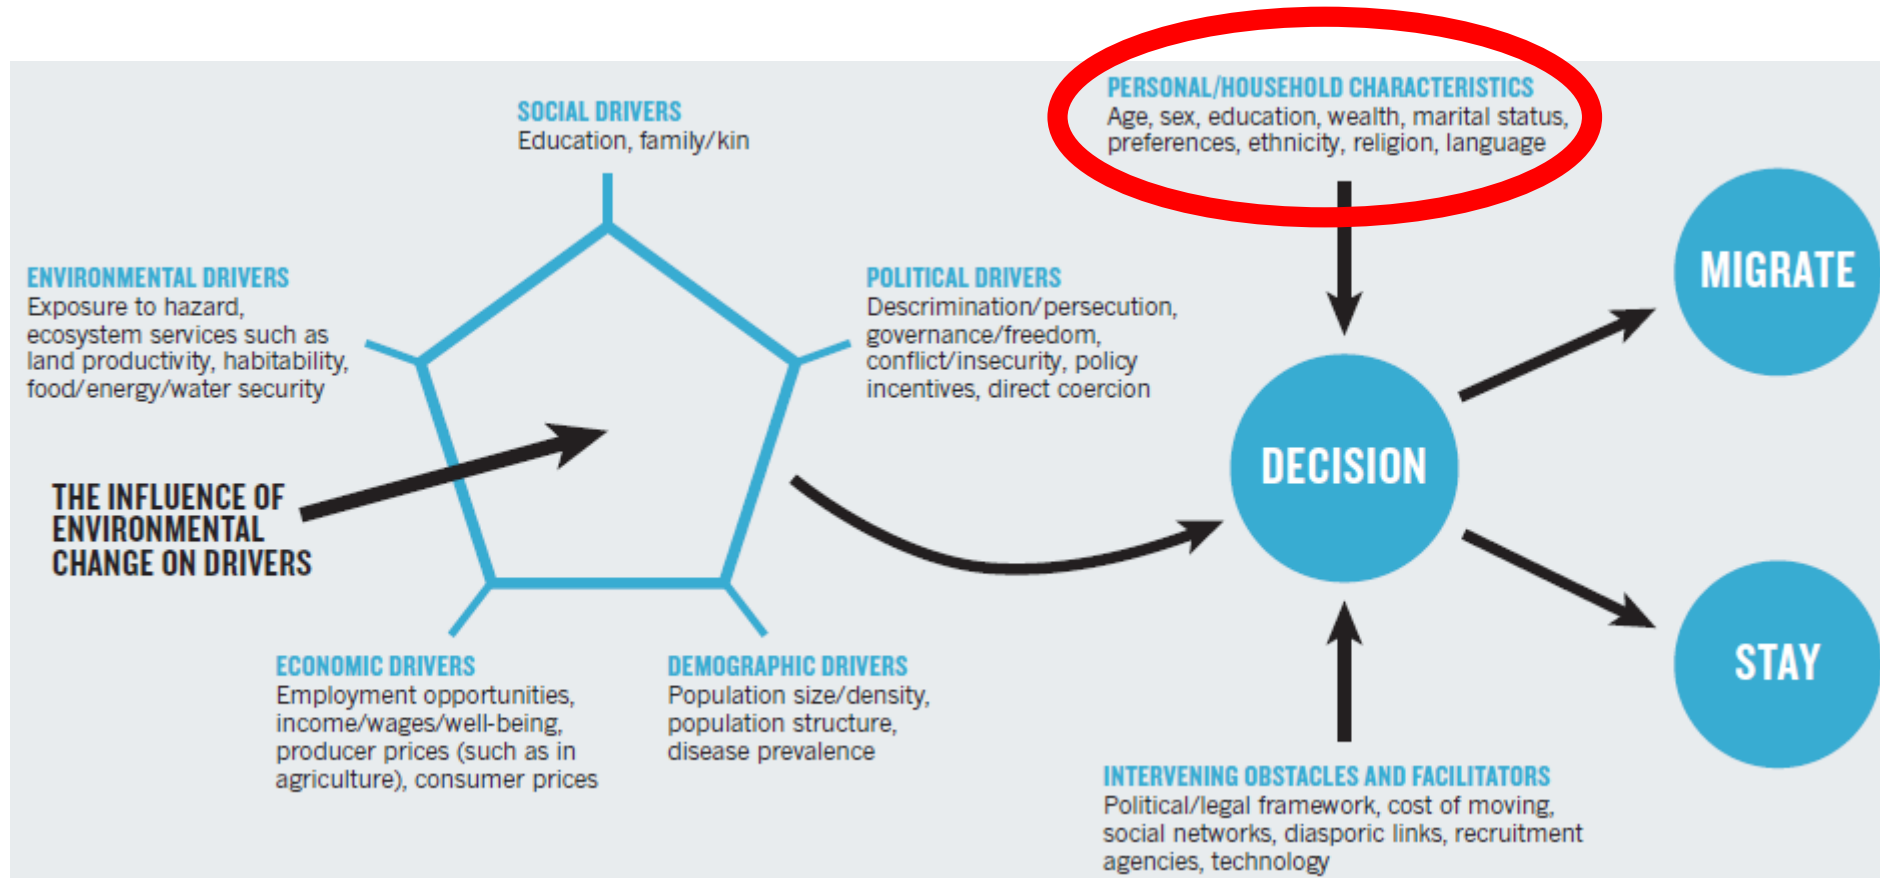 PERSONAL/HOUSEHOLD CHARACTERISTICS
Age, sex, education, wealth, marital status,
preferences, ethnicity, religion, language
SOCIAL DRIVERS
Education, family/kin
ENVIRONMENTAL DRIVERS
Exposure to hazard,
ecosystem services such as
land productivity, habitability,
food/energy/water security
POLITICAL DRIVERS
Descrimination/persecution,
governance/freedom,
conflict/insecurity, policy
incentives, direct coercion
MIGRATE
DECISION
THE INFLUENCE OF
ENVIRONMENTAL
CHANGE ON DRIVERS
STAY
ECONOMIC DRIVERS
Employment opportunities,
income/wages/well-being,
producer prices (such as in
agriculture), consumer prices
DEMOGRAPHIC DRIVERS
Population size/density,
population structure,
disease prevalence
INTERVENING OBSTACLES AND FACILITATORS
Political/legal framework, cost of moving,
social networks, diasporic links, recruitment
agencies, technology